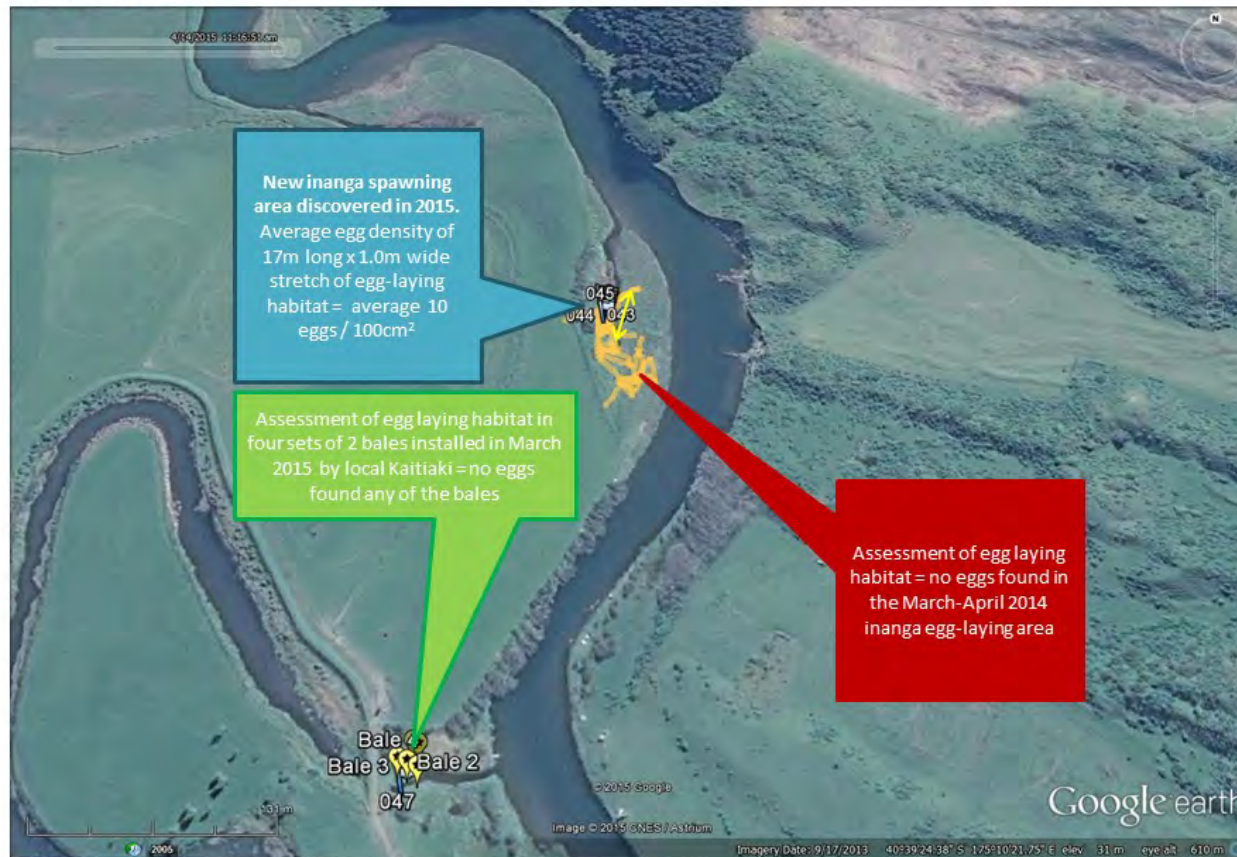 4/14/2015 11:16:51 am
N
New inanga spawning
area discovered in 2015.
Average egg density of
17m long x 1.0m wide
stretch of egg-laying
habitat = average 10
eggs / 100cm²
045
044
043
Assessment of egg laying habitat in
four sets of 2 bales installed in March
2015 by local Kaitiaki = no eggs
found any of the bales
Assessment of egg laying
habitat = no eggs found in
the March-April 2014
inanga egg-laying area
Bale 4
Bale 3
Bale 2
047
131 m
2005
© 2015 Google
Image © 2015 CNES / Astrium
Google earth
Imagery Date: 9/17/2013 40°39'24.38" S 175°10'21.75" E elev 31 m eye alt 610 m